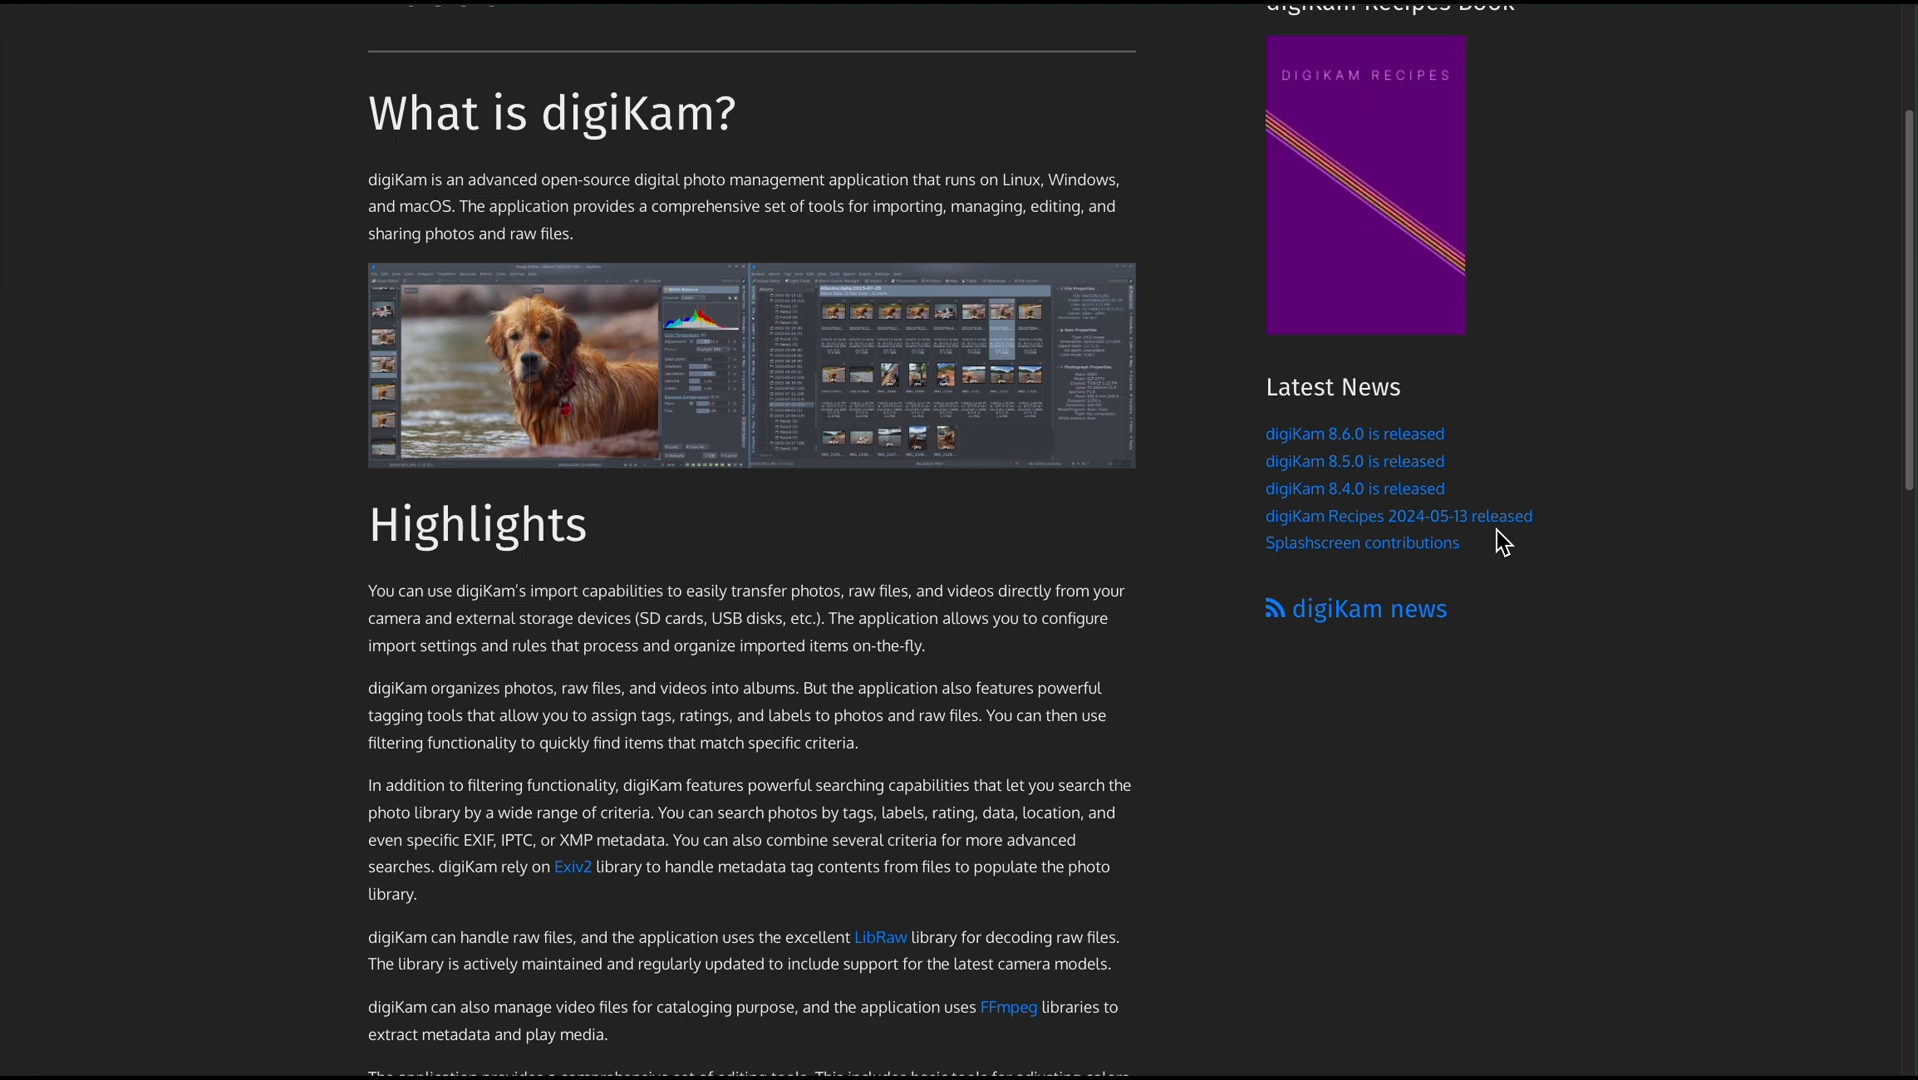 digiKam Recipes Book
What is digiKam?
digiKam is an advanced open-source digital photo management application that runs on Linux, Windows,
and macOS. The application provides a comprehensive set of tools for importing, managing, editing, and
sharing photos and raw files.
Highlights
You can use digiKam's import capabilities to easily transfer photos, raw files, and videos directly from your
camera and external storage devices (SD cards, USB disks, etc.). The application allows you to configure
import settings and rules that process and organize imported items on-the-fly.
digiKam organizes photos, raw files, and videos into albums. But the application also features powerful
tagging tools that allow you to assign tags, ratings, and labels to photos and raw files. You can then use
filtering functionality to quickly find items that match specific criteria.
In addition to filtering functionality, digiKam features powerful searching capabilities that let you search the
photo library by a wide range of criteria. You can search photos by tags, labels, rating, data, location, and
even specific EXIF, IPTC, or XMP metadata. You can also combine several criteria for more advanced
searches. digiKam rely on Exiv2 library to handle metadata tag contents from files to populate the photo
library.
digiKam can handle raw files, and the application uses the excellent LibRaw library for decoding raw files.
The library is actively maintained and regularly updated to include support for the latest camera models.
digiKam can also manage video files for cataloging purpose, and the application uses FFmpeg libraries to
extract metadata and play media.
DIGIKAM RECIPES
Latest News
digiKam 8.6.0 is released
digiKam 8.5.0 is released
digiKam 8.4.0 is released
digiKam Recipes 2024-05-13 released
Splashscreen contributions
digiKam news